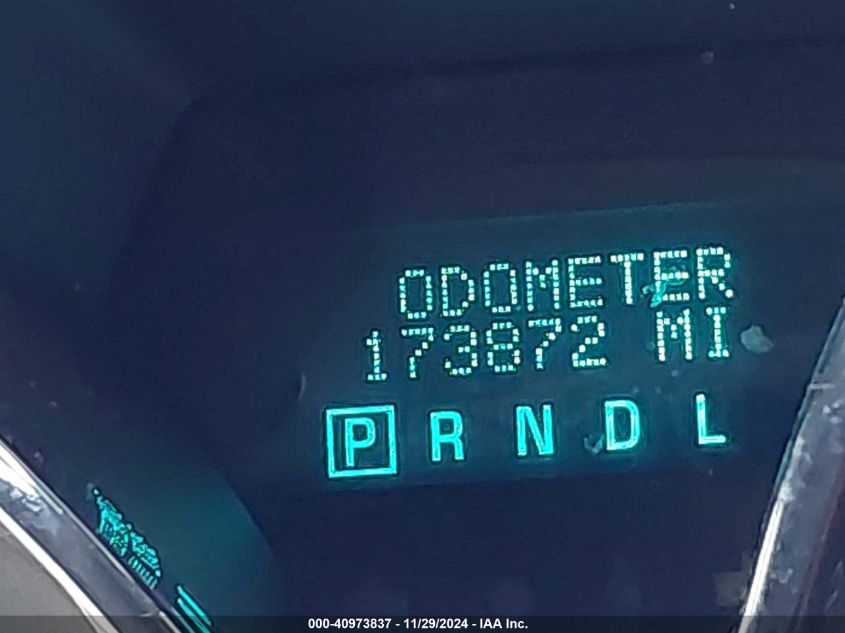 ODOMETER
173872 MI
P R N D L
000-40973837 - 11/29/2024 - IAA Inc.